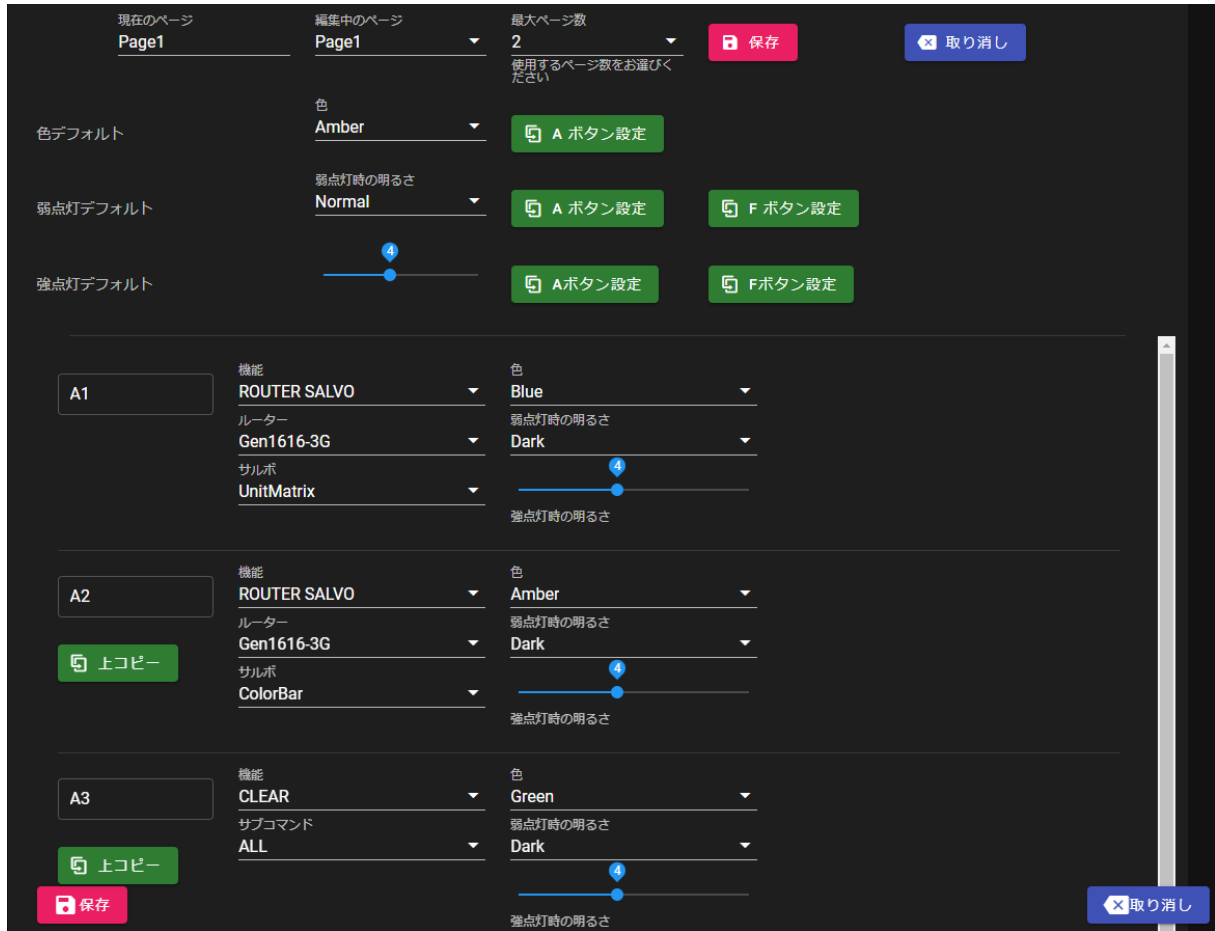 現在のページ
編集中のページ
最大ページ数
Page1
Page1
2
保存
取り消し
使用するページ数をお選びく
ださい
色
色デフォルト
Amber
A ボタン設定
弱点灯時の明るさ
弱点灯デフォルト
Normal
A ボタン設定
F ボタン設定
4
強点灯デフォルト
Aボタン設定
Fボタン設定
A1
機能
ROUTER SALVO
色
Blue
ルーター
Gen1616-3G
弱点灯時の明るさ
Dark
サルボ
UnitMatrix
4
強点灯時の明るさ
A2
機能
ROUTER SALVO
色
Amber
ルーター
Gen1616-3G
弱点灯時の明るさ
Dark
上コピー
サルボ
ColorBar
4
強点灯時の明るさ
A3
機能
CLEAR
色
Green
サブコマンド
ALL
弱点灯時の明るさ
Dark
上コピー
4
強点灯時の明るさ
保存
取り消し